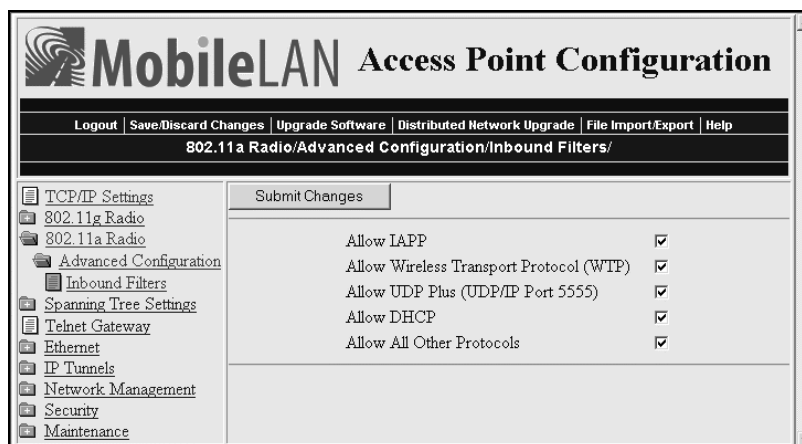 MobileLAN Access Point Configuration
Logout | Save/Discard Changes | Upgrade Software | Distributed Network Upgrade | File Import/Export | Help
802.11a Radio/Advanced Configuration/Inbound Filters/
TCP/IP Settings
802.11g Radio
802.11a Radio
Advanced Configuration
Inbound Filters
Spanning Tree Settings
Telnet Gateway
Ethernet
IP Tunnels
Network Management
Security
Maintenance
Submit Changes
Allow IAPP
Allow Wireless Transport Protocol (WTP)
Allow UDP Plus (UDP/IP Port 5555)
Allow DHCP
Allow All Other Protocols